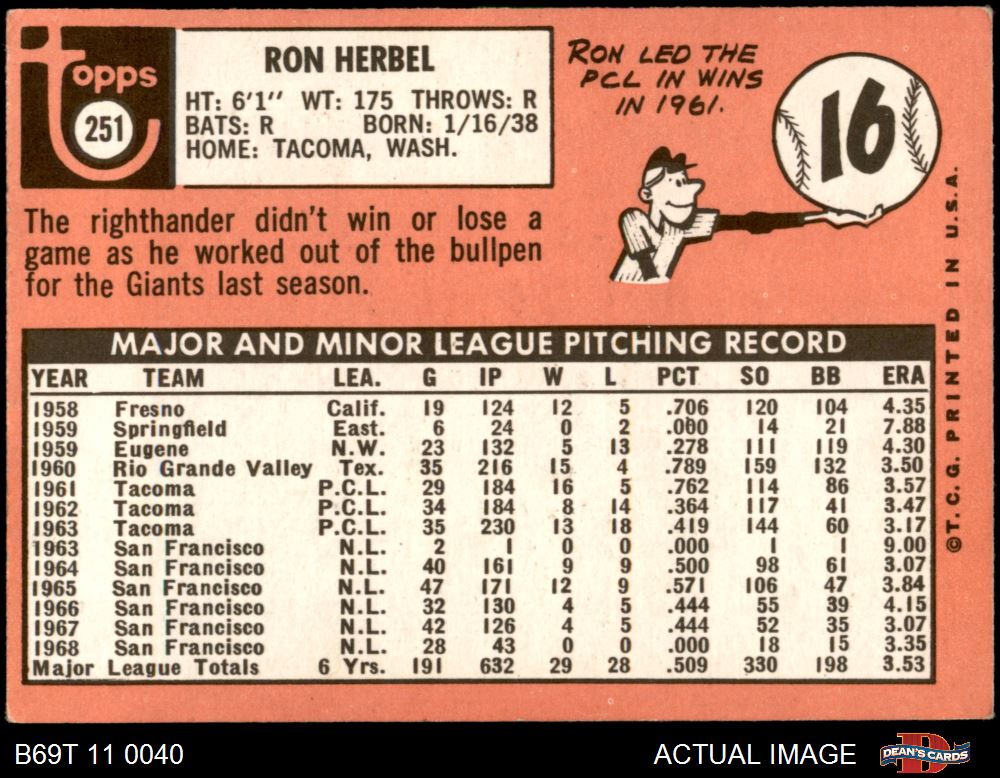 Topps
251
RON HERBEL
HT: 6'1" WT: 175 THROWS: R
BATS: R BORN: 1/16/38
HOME: TACOMA, WASH.
RON LED THE
PCL IN WINS
IN 1961.
16
The righthander didn't win or lose a
game as he worked out of the bullpen
for the Giants last season.
MAJOR AND MINOR LEAGUE PITCHING RECORD
YEAR TEAM LEA. G IP W L PCT SO BB ERA
1958 Fresno Calif. 19 124 12 5 .706 120 104 4.35
1959 Springfield East. 6 24 0 2 .000 14 21 7.88
1959 Eugene N.W. 23 132 5 13 .278 111 119 4.30
1960 Rio Grande Valley Tex. 35 216 15 4 .789 159 132 3.50
1961 Tacoma P.C.L. 29 184 16 5 .762 114 86 3.57
1962 Tacoma P.C.L. 34 184 8 14 .364 117 41 3.47
1963 Tacoma P.C.L. 35 230 13 18 .419 144 60 3.17
1963 San Francisco N.L. 2 1 0 0 .000 1 1 9.00
1964 San Francisco N.L. 40 161 9 9 .500 98 61 3.07
1965 San Francisco N.L. 47 171 12 9 .571 106 47 3.84
1966 San Francisco N.L. 32 130 4 5 .444 55 39 4.15
1967 San Francisco N.L. 42 126 4 5 .444 52 35 3.07
1968 San Francisco N.L. 28 43 0 0 .000 18 15 3.35
Major League Totals 6 Yrs. 191 632 29 28 .509 330 198 3.53
©T.C.G. PRINTED IN U.S.A.
B69T 11 0040
ACTUAL IMAGE
DEAN'S CARDS